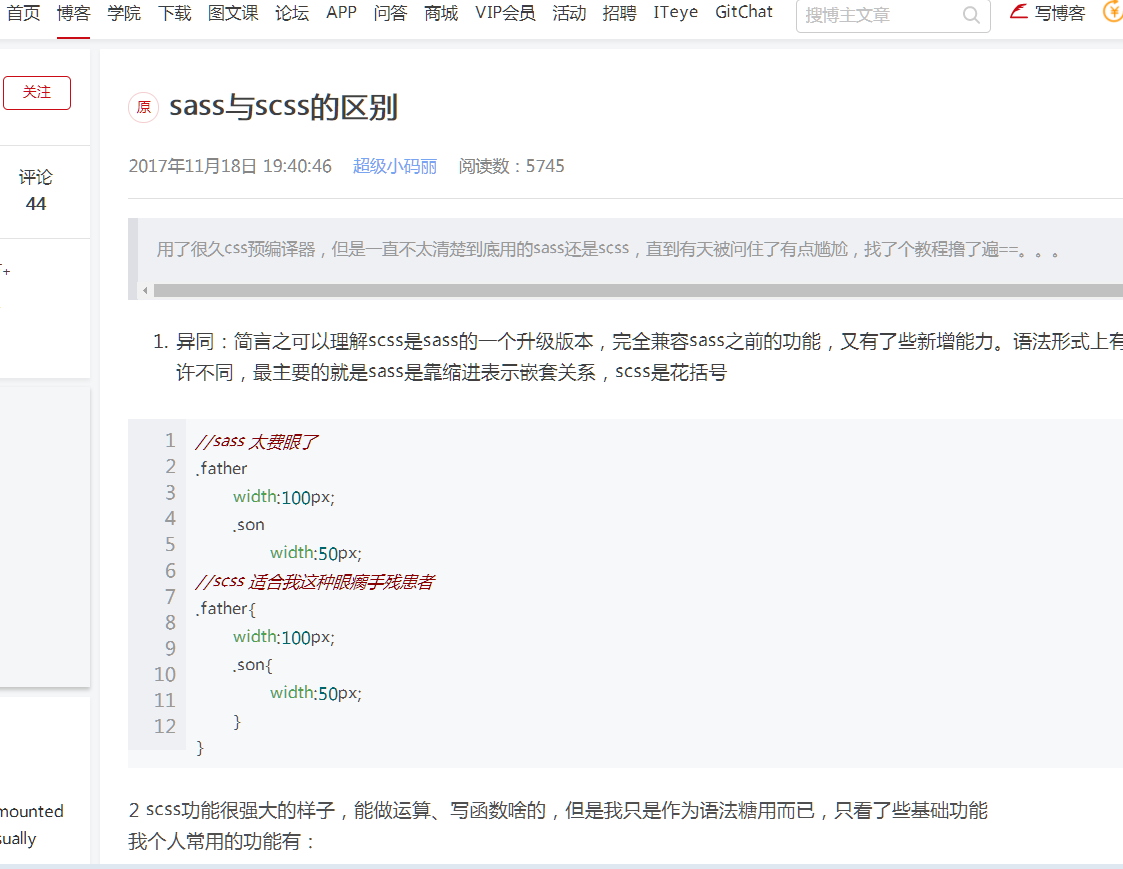 首页 博客 学院 下载 图文课 论坛 APP 问答 商城 VIP会员 活动 招聘 ITeye GitChat 搜博主文章 写博客
关注
评论
44
原 sass与scss的区别
2017年11月18日 19:40:46 超级小码丽 阅读数：5745
用了很久css预编译器，但是一直不太清楚到底用的sass还是scss，直到有天被问住了有点尴尬，找了个教程撸了遍==。。。
1. 异同：简言之可以理解scss是sass的一个升级版本，完全兼容sass之前的功能，又有了些新增能力。语法形式上有
许不同，最主要的就是sass是靠缩进表示嵌套关系，scss是花括号
1 //sass 太费眼了
2 .father
3 width:100px;
4 .son
5 width:50px;
6 //scss 适合我这种眼瘸手残患者
7 .father{
8 width:100px;
9 .son{
10 width:50px;
11 }
12 }
mounted
sually
2 scss功能很强大的样子，能做运算、写函数啥的，但是我只是作为语法糖用而已，只看了些基础功能
我个人常用的功能有：